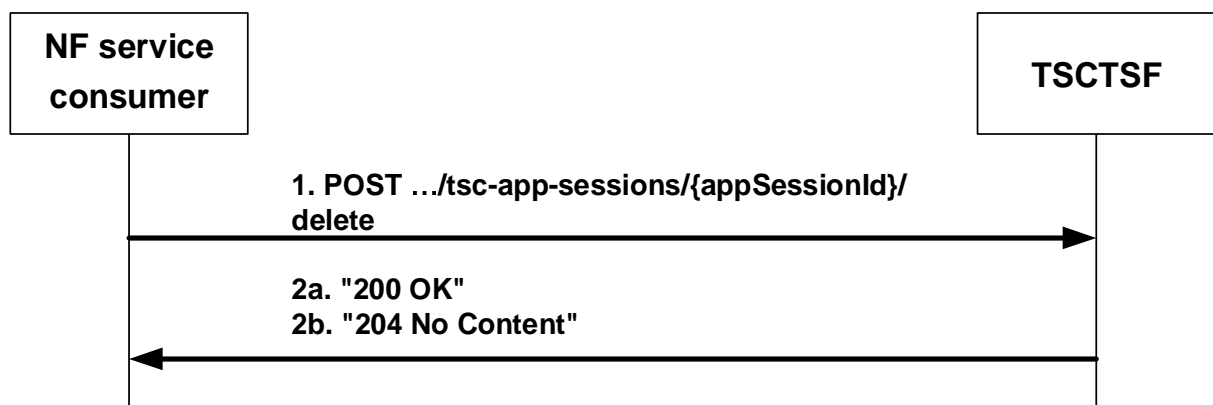 NF service
consumer
TSCTSF
1. POST …/tsc-app-sessions/{appSessionId}/
delete
2a. "200 OK"
2b. "204 No Content"